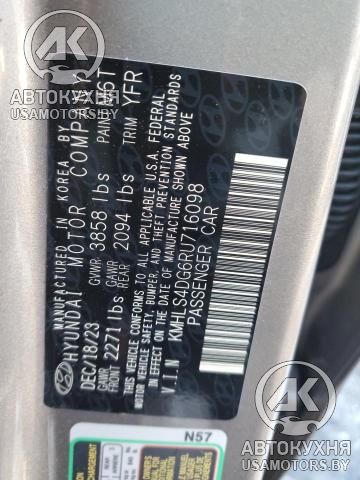 MANUFACTURED IN KOREA BY
HYUNDAI MOTOR COMPANY
DEC/18/23 GVWR 3858 lbs PAINT
GAWR FRONT 2271 lbs GAWR REAR 2094 lbs TRIM YFR
THIS VEHICLE CONFORMS TO ALL APPLICABLE U.S.A. FEDERAL
MOTOR VEHICLE SAFETY, BUMPER, AND THEFT PREVENTION STANDARDS
IN EFFECT ON THE DATE OF MANUFACTURE SHOWN ABOVE
V.I.N KMHLS4DG6RU716098
PASSENGER CAR
N57
АВТОКУХНЯ
USAMOTORS.BY
АВТОКУХНЯ
USAMOTORS.BY